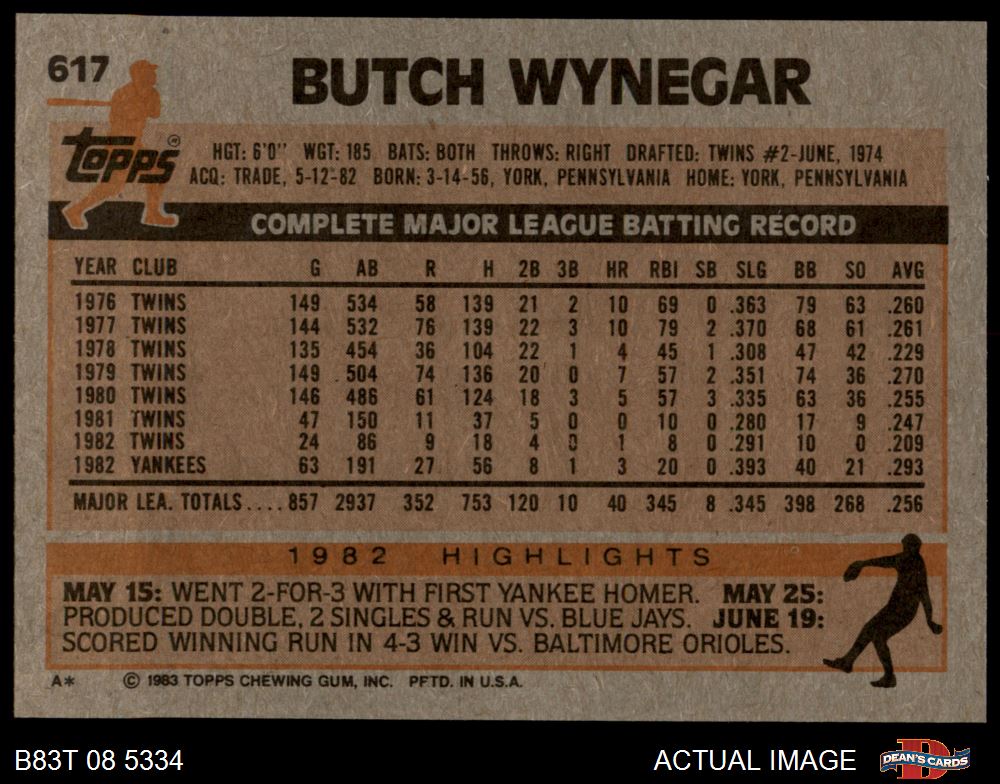 617
BUTCH WYNEGAR
Topps®
HGT: 6'0" WGT: 185 BATS: BOTH THROWS: RIGHT DRAFTED: TWINS #2-JUNE, 1974
ACQ: TRADE, 5-12-82 BORN: 3-14-56, YORK, PENNSYLVANIA HOME: YORK, PENNSYLVANIA
COMPLETE MAJOR LEAGUE BATTING RECORD
YEAR CLUB G AB R H 2B 3B HR RBI SB SLG BB SO AVG
1976 TWINS 149 534 58 139 21 2 10 69 0 .363 79 63 .260
1977 TWINS 144 532 76 139 22 3 10 79 2 .370 68 61 .261
1978 TWINS 135 454 36 104 22 1 4 45 1 .308 47 42 .229
1979 TWINS 149 504 74 136 20 0 7 57 2 .351 74 36 .270
1980 TWINS 146 486 61 124 18 3 5 57 3 .335 63 36 .255
1981 TWINS 47 150 11 37 5 0 0 10 0 .280 17 9 .247
1982 TWINS 24 86 9 18 4 0 1 8 0 .291 10 0 .209
1982 YANKEES 63 191 27 56 8 1 3 20 0 .393 40 21 .293
MAJOR LEA. TOTALS.... 857 2937 352 753 120 10 40 345 8 .345 398 268 .256
1982 HIGHLIGHTS
MAY 15: WENT 2-FOR-3 WITH FIRST YANKEE HOMER. MAY 25:
PRODUCED DOUBLE, 2 SINGLES & RUN VS. BLUE JAYS. JUNE 19:
SCORED WINNING RUN IN 4-3 WIN VS. BALTIMORE ORIOLES.
A* © 1983 TOPPS CHEWING GUM, INC. PFTD. IN U.S.A.
B83T 08 5334 ACTUAL IMAGE DEAN'S CARDS